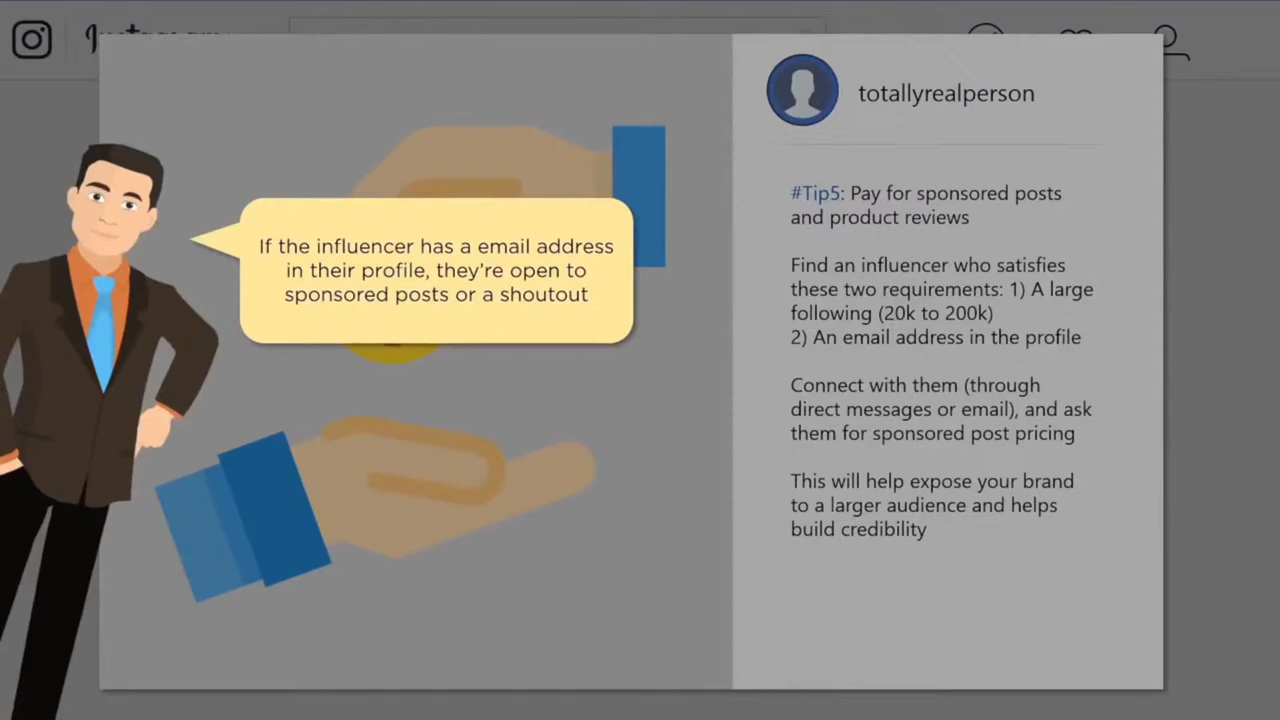 Instagram
totallyrealperson
If the influencer has a email address
in their profile, they're open to
sponsored posts or a shoutout
#Tip5: Pay for sponsored posts
and product reviews
Find an influencer who satisfies
these two requirements: 1) A large
following (20k to 200k)
2) An email address in the profile
Connect with them (through
direct messages or email), and ask
them for sponsored post pricing
This will help expose your brand
to a larger audience and helps
build credibility